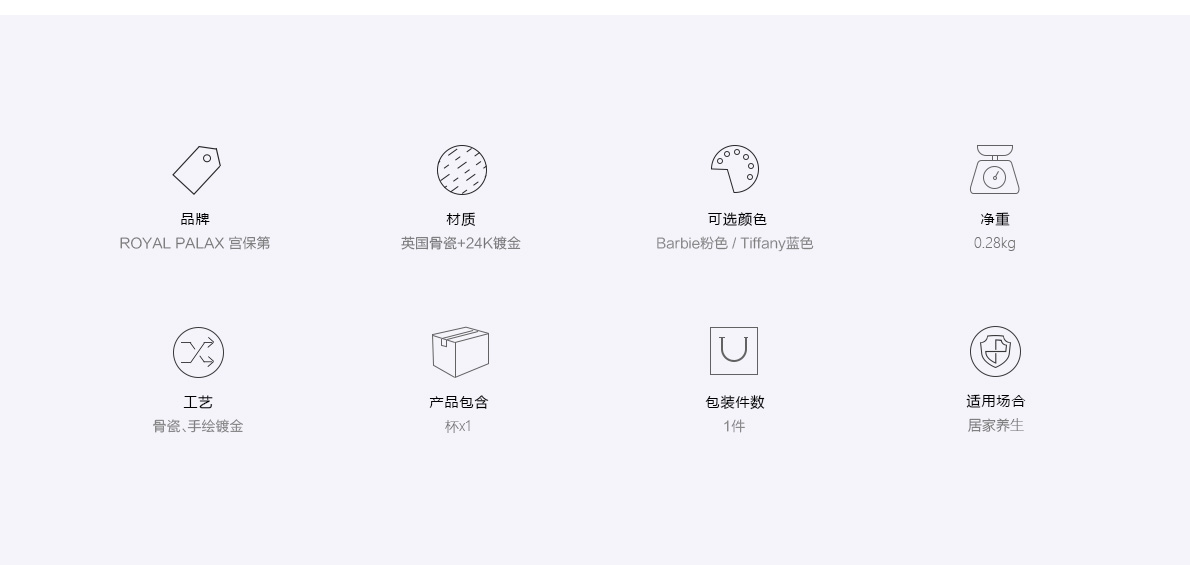 品牌
ROYAL PALAX 宫保第
材质
英国骨瓷+24K镀金
可选颜色
Barbie粉色 / Tiffany蓝色
净重
0.28kg
工艺
骨瓷、手绘镀金
产品包含
杯x1
包装件数
1件
适用场合
居家养生